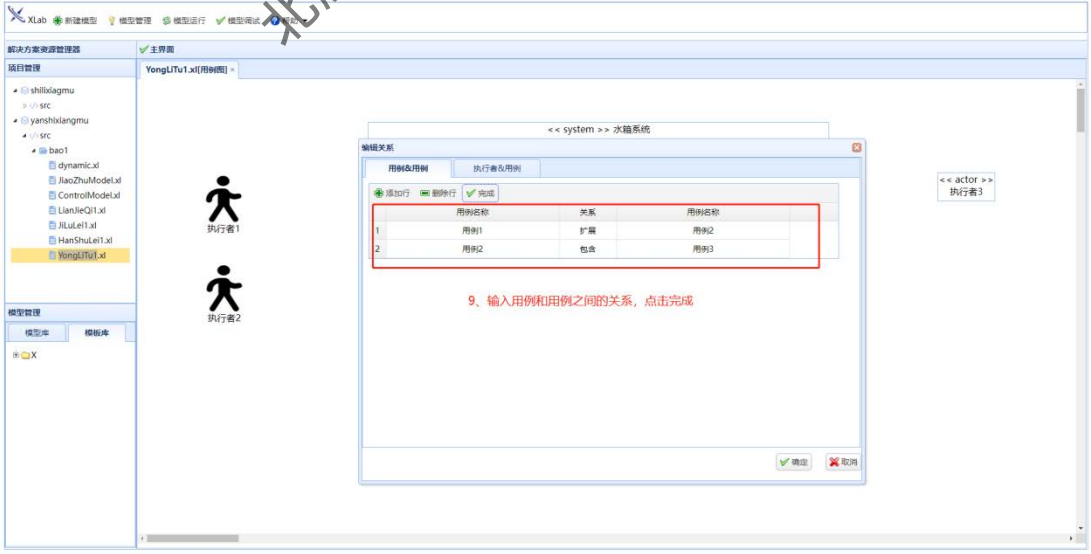 XLab 新建模型 模型管理 模型运行 模型调试 帮助
解决方案资源管理器
主界面
项目管理
YongLiTu1.xl[用例图] ×
shilixiagmu
src
yanshixiangmu
src
bao1
dynamic.xl
JiaoZhuModel.xl
ControlModel.xl
LianJieQi1.xl
JiLuLei1.xl
HanShuLei1.xl
YongLiTu1.xl
模型管理
模型库 模板库
X
<< system >> 水箱系统
执行者1
执行者2
<< actor >>
执行者3
编辑关系
用例&用例 执行者&用例
添加行 删除行 完成
用例名称 关系 用例名称
1 用例1 扩展 用例2
2 用例2 包含 用例3
9、输入用例和用例之间的关系，点击完成
确定 取消
北